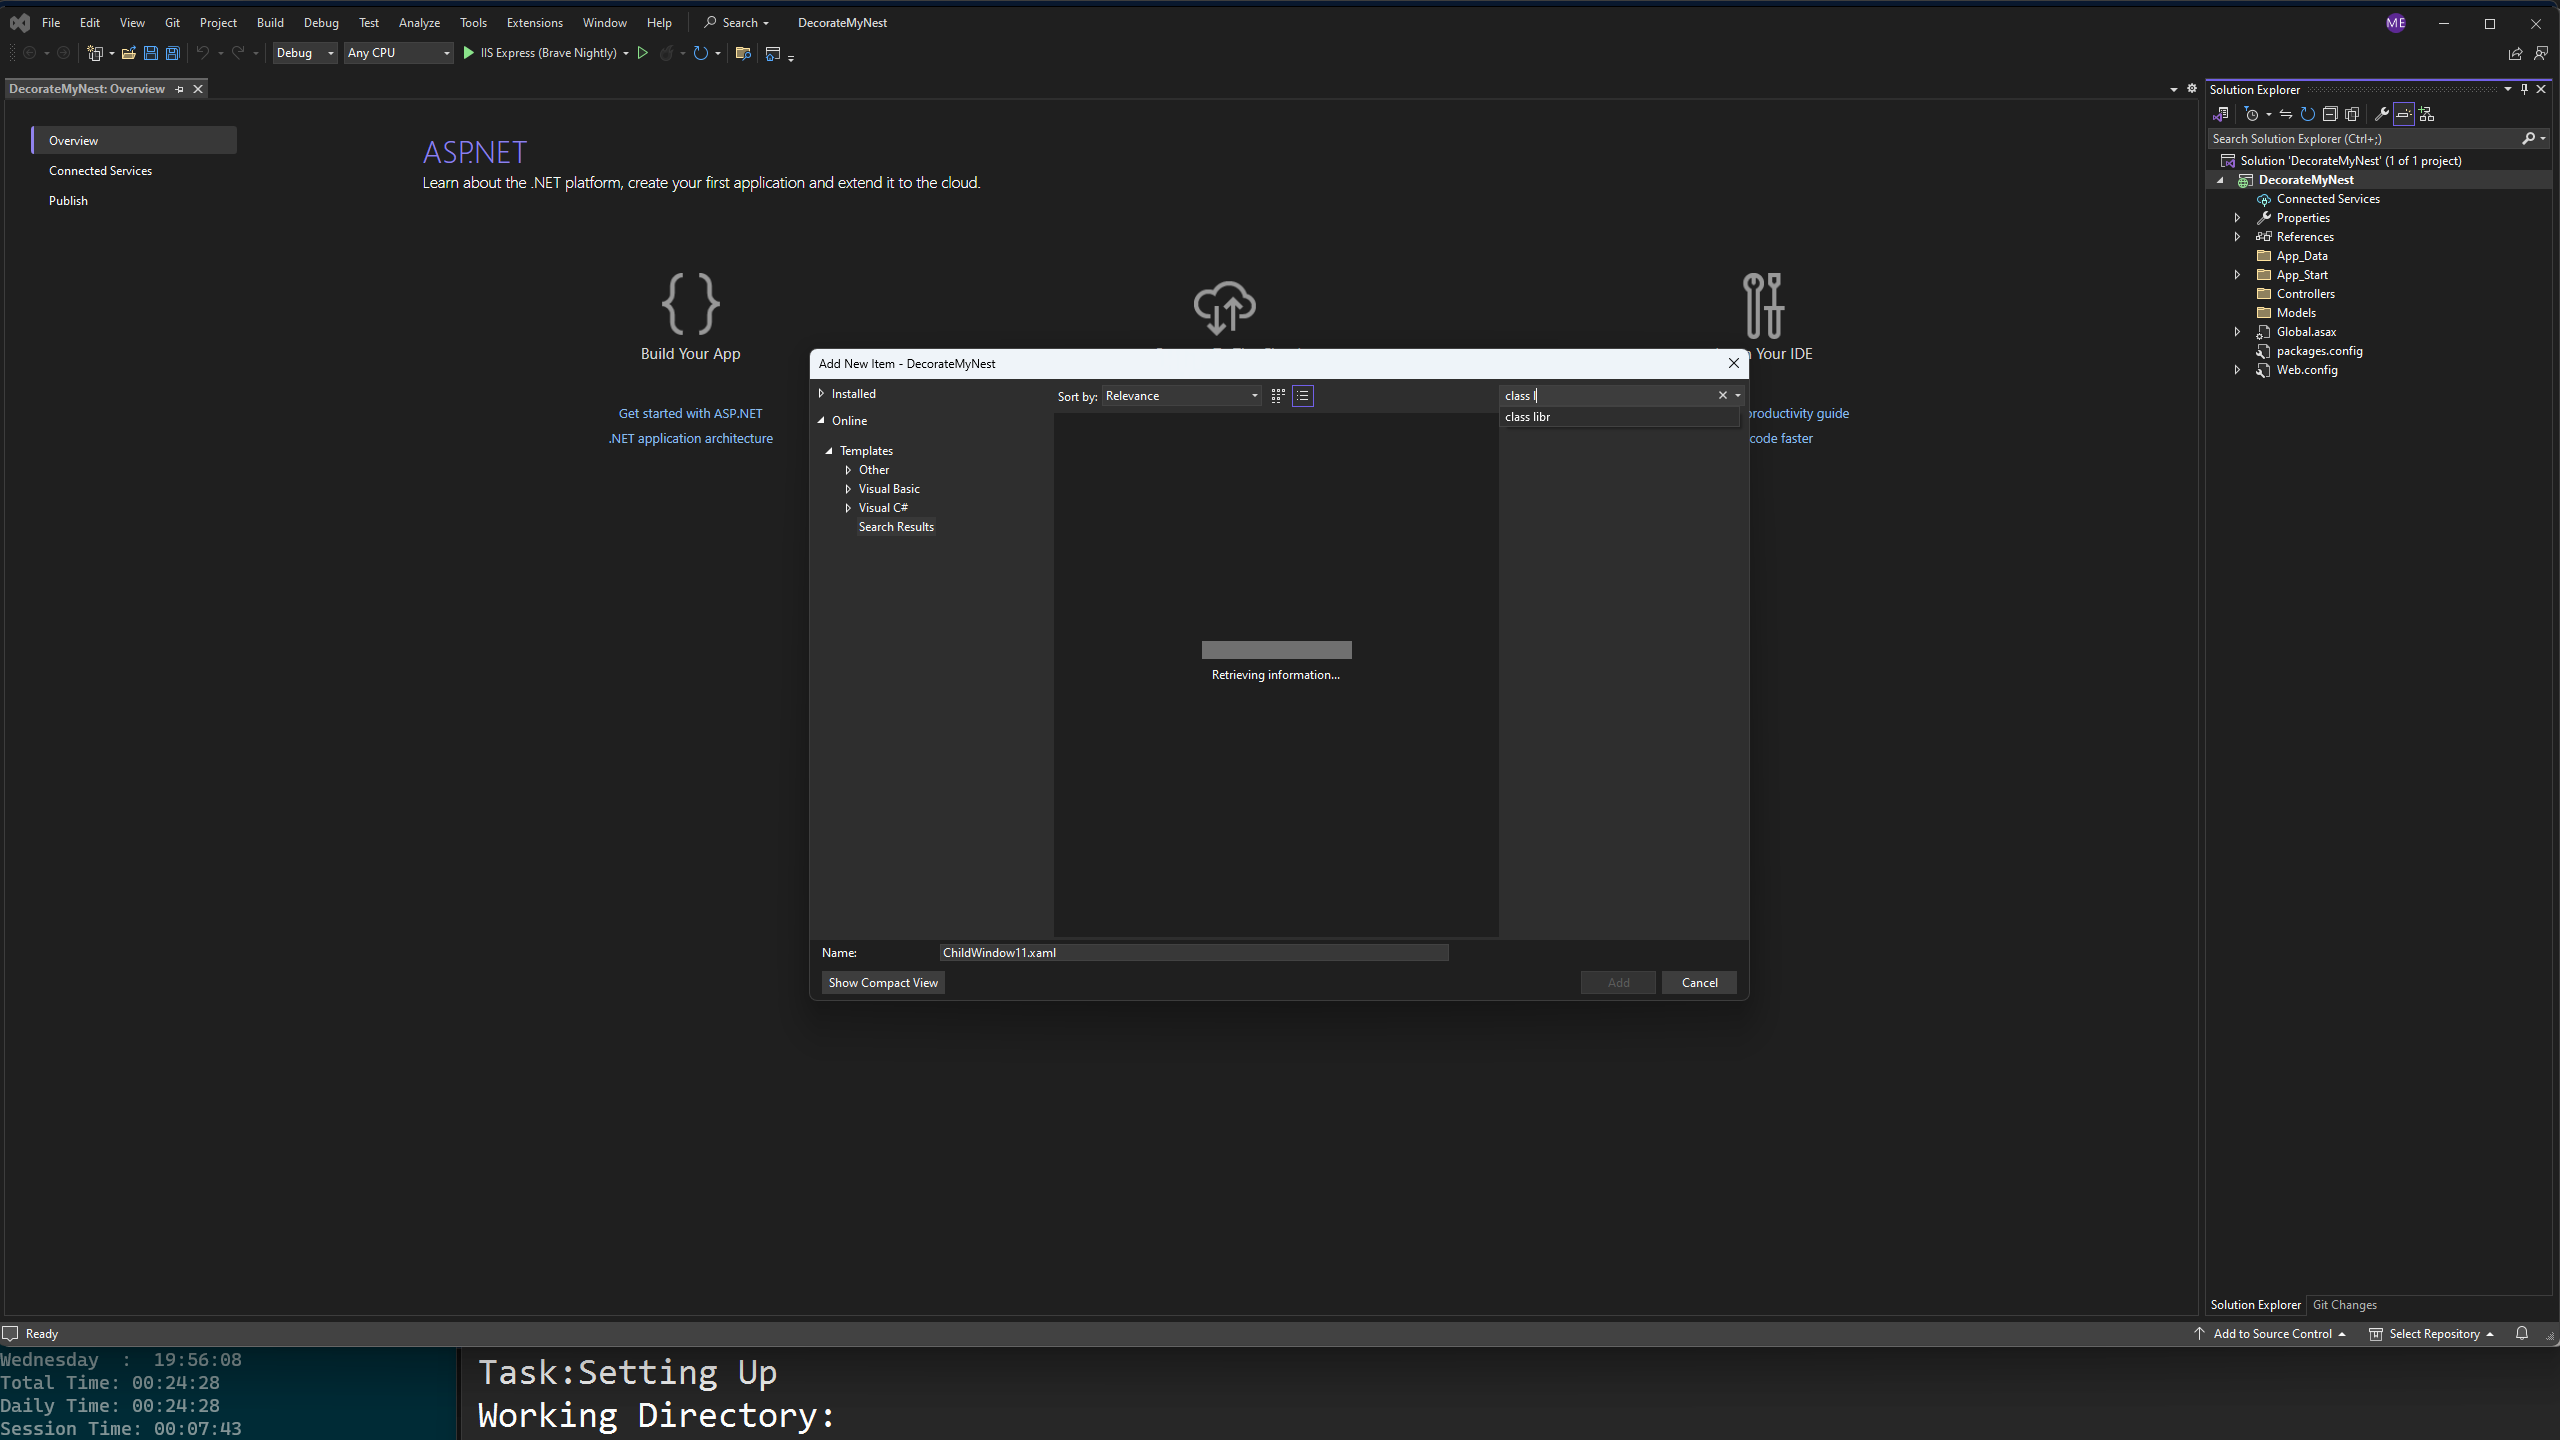 File Edit View Git Project Build Debug Test Analyze Tools Extensions Window Help Search DecorateMyNest ME
Debug Any CPU IIS Express (Brave Nightly)
DecorateMyNest: Overview
Overview
Connected Services
Publish
ASP.NET
Learn about the .NET platform, create your first application and extend it to the cloud.
Build Your App
Your IDE
Get started with ASP.NET
.NET application architecture
productivity guide
code faster
Add New Item - DecorateMyNest
Installed
Online
Templates
Other
Visual Basic
Visual C#
Search Results
Sort by: Relevance
class l
class libr
Retrieving information...
Name: ChildWindow11.xaml
Show Compact View Add Cancel
Solution Explorer
Search Solution Explorer (Ctrl+;)
Solution 'DecorateMyNest' (1 of 1 project)
DecorateMyNest
Connected Services
Properties
References
App_Data
App_Start
Controllers
Models
Global.asax
packages.config
Web.config
Solution Explorer Git Changes
Ready Add to Source Control Select Repository
Wednesday : 19:56:08
Total Time: 00:24:28
Daily Time: 00:24:28
Session Time: 00:07:43
Task:Setting Up
Working Directory: